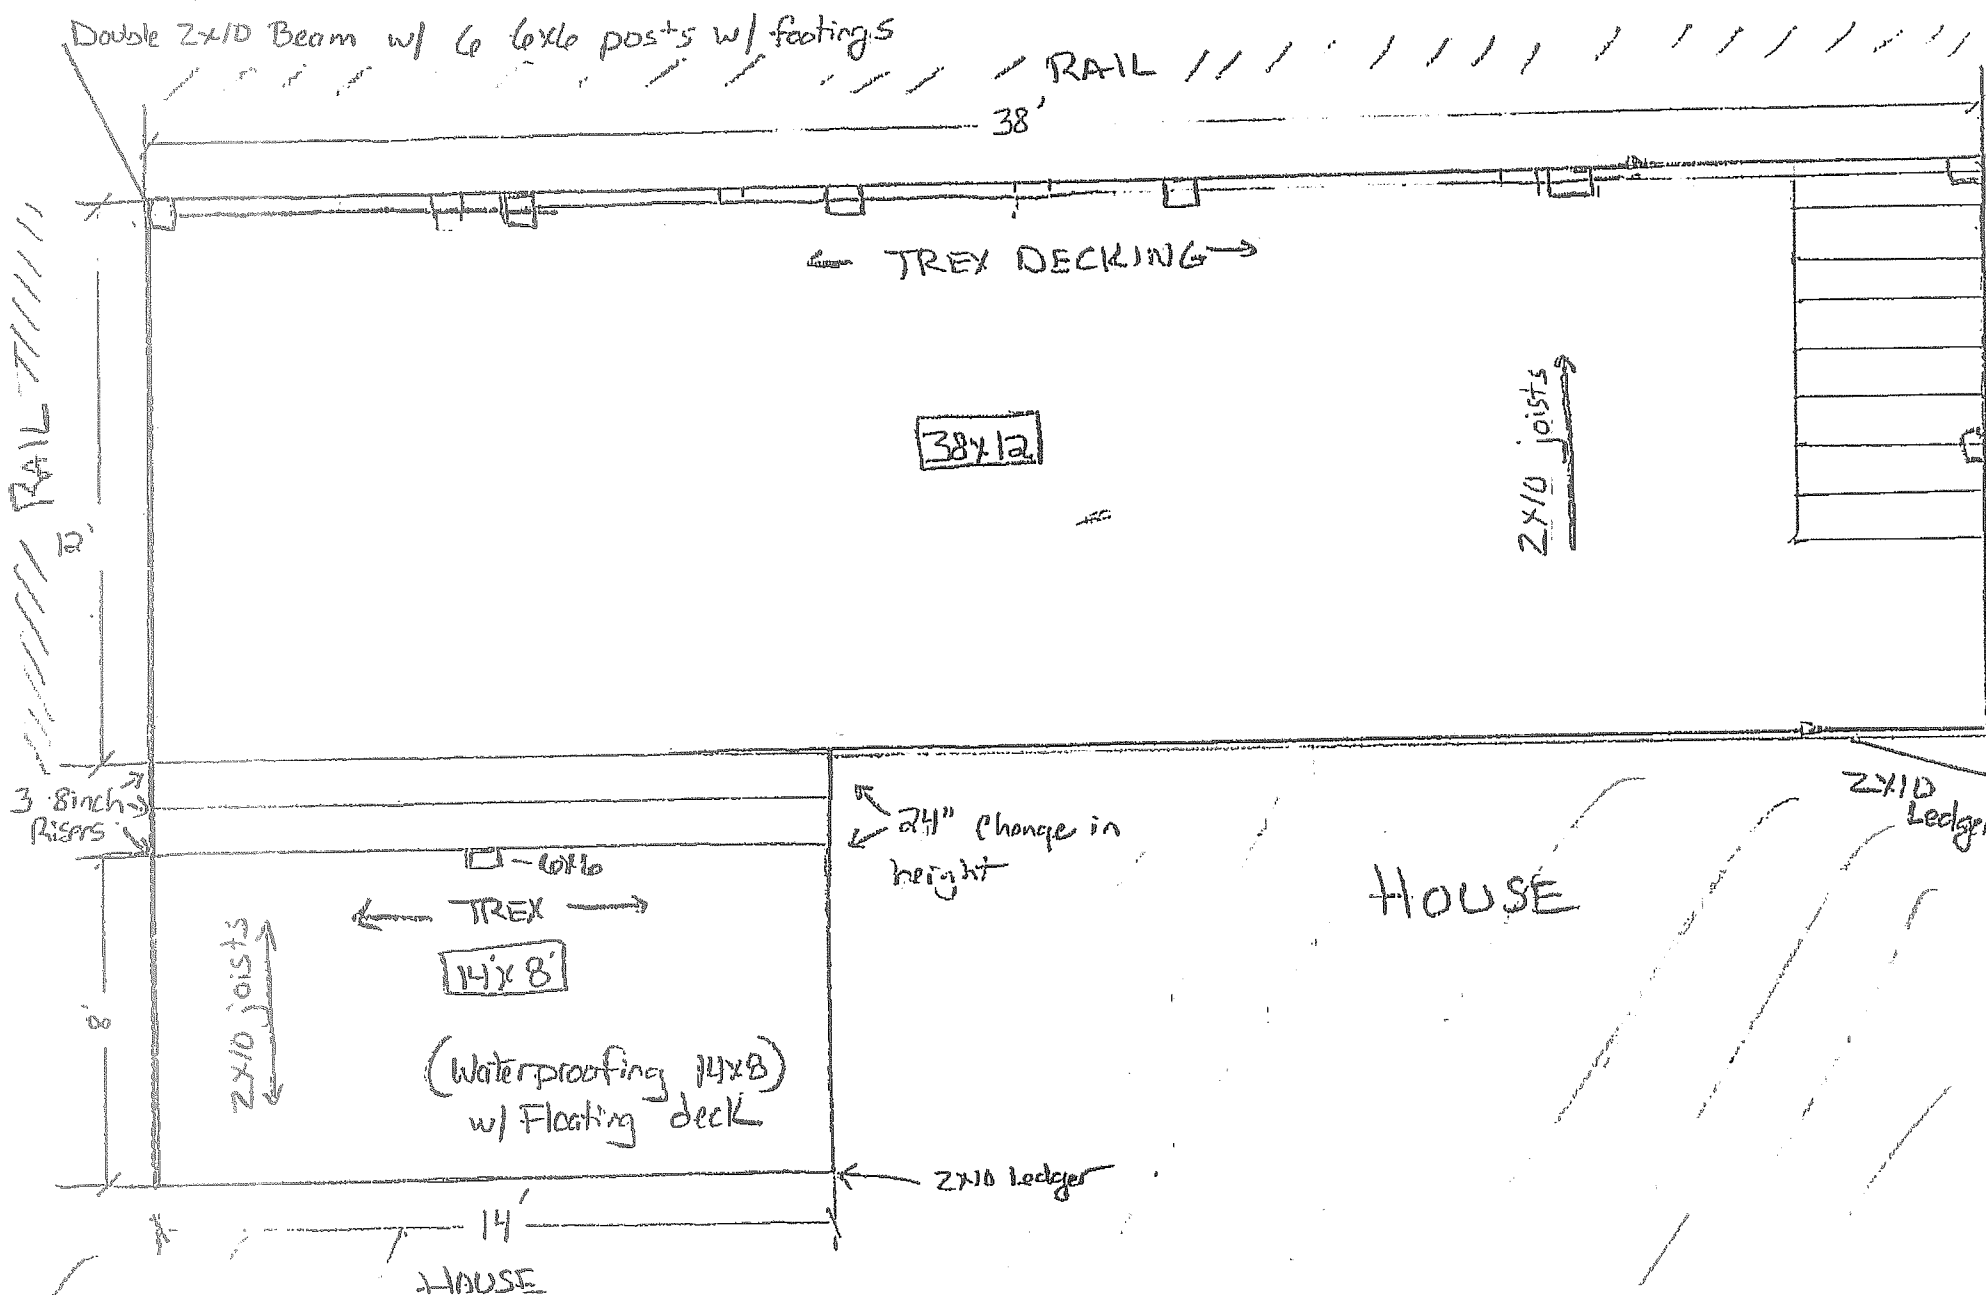 Double 2x10 Beam w/ 6 6x6 posts w/ footings
RAIL
38'
← TREX DECKING →
RAIL
12'
38x12
2x10 joists
3 8inch
Risers
24" change in
height
2x10
Ledger
6x6
← TREX →
HOUSE
14'x8'
2x10 joists
8'
(Waterproofing 14x8)
w/ Floating deck
2x10 Ledger
14'
HOUSE